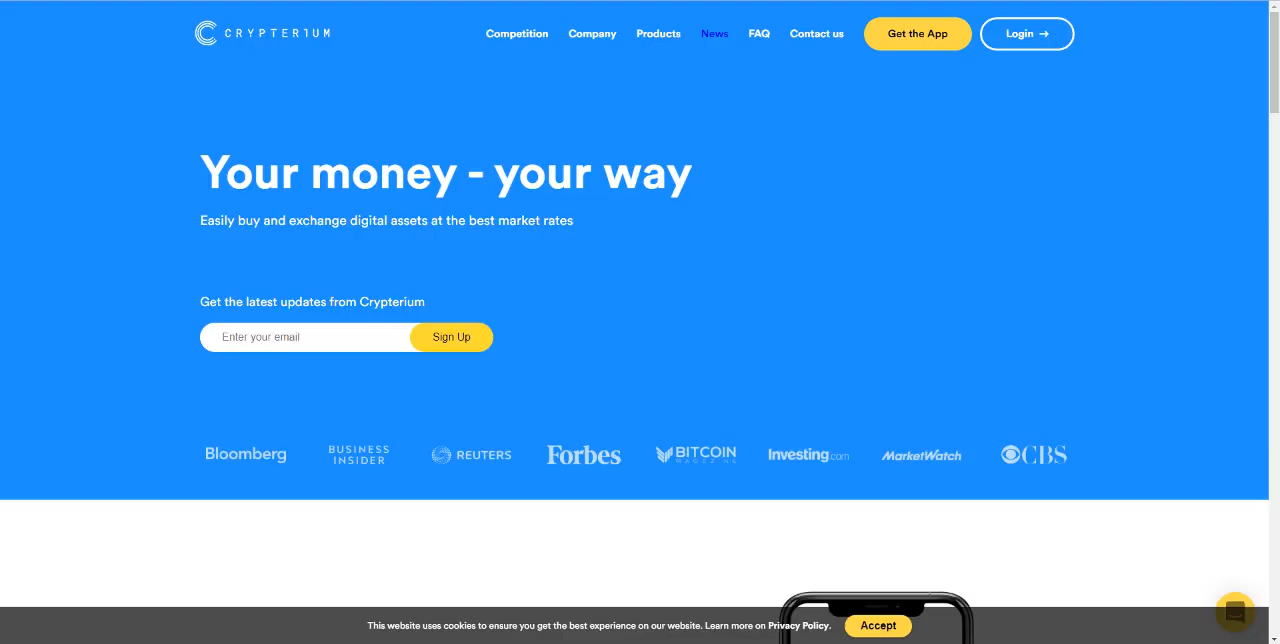 CRYPTERIUM
Competition
Company
Products
News
FAQ
Contact us
Get the App
Login →
Your money - your way
Easily buy and exchange digital assets at the best market rates
Get the latest updates from Crypterium
Enter your email
Sign Up
Bloomberg
BUSINESS
INSIDER
REUTERS
Forbes
BITCOIN
MAGAZINE
Investing.com
MarketWatch
CBS
This website uses cookies to ensure you get the best experience on our website. Learn more on Privacy Policy.
Accept